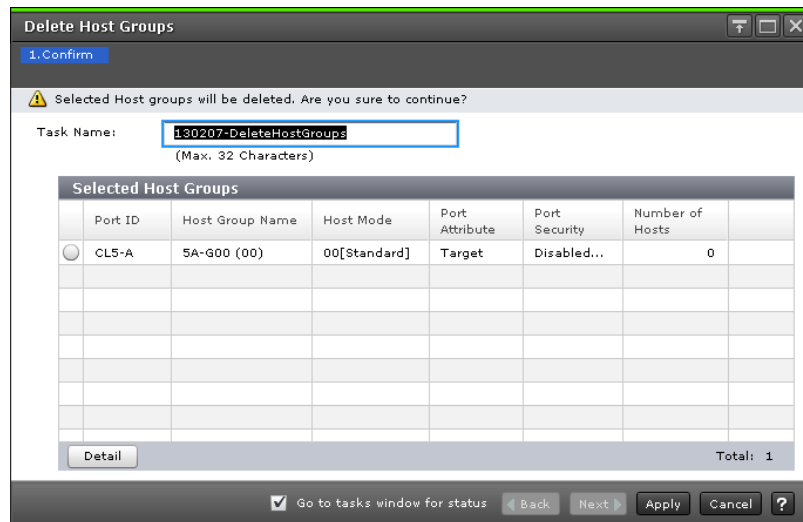 Delete Host Groups
1.Confirm
Selected Host groups will be deleted. Are you sure to continue?
Task Name: 130207-DeleteHostGroups
(Max. 32 Characters)
Selected Host Groups
Port ID Host Group Name Host Mode Port Attribute Port Security Number of Hosts
CL5-A 5A-G00 (00) 00[Standard] Target Disabled... 0
Detail Total: 1
Go to tasks window for status Back Next Apply Cancel ?